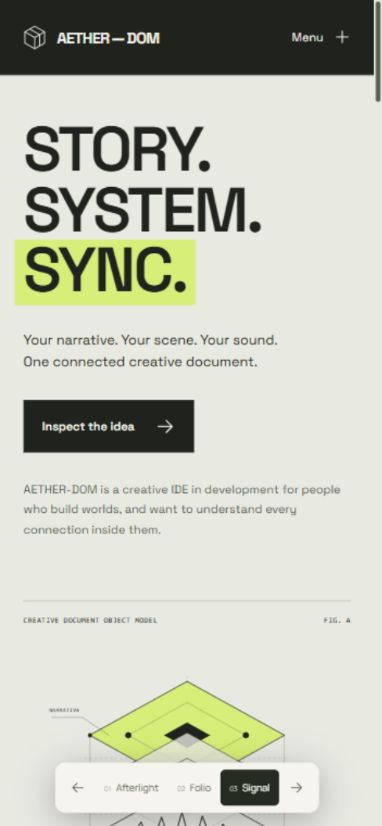 AETHER — DOM
Menu
STORY.
SYSTEM.
SYNC.
Your narrative. Your scene. Your sound.
One connected creative document.
Inspect the idea
AETHER-DOM is a creative IDE in development for people
who build worlds, and want to understand every
connection inside them.
CREATIVE DOCUMENT OBJECT MODEL
FIG. A
NARRATIVE
01 Afterlight
02 Folio
03 Signal